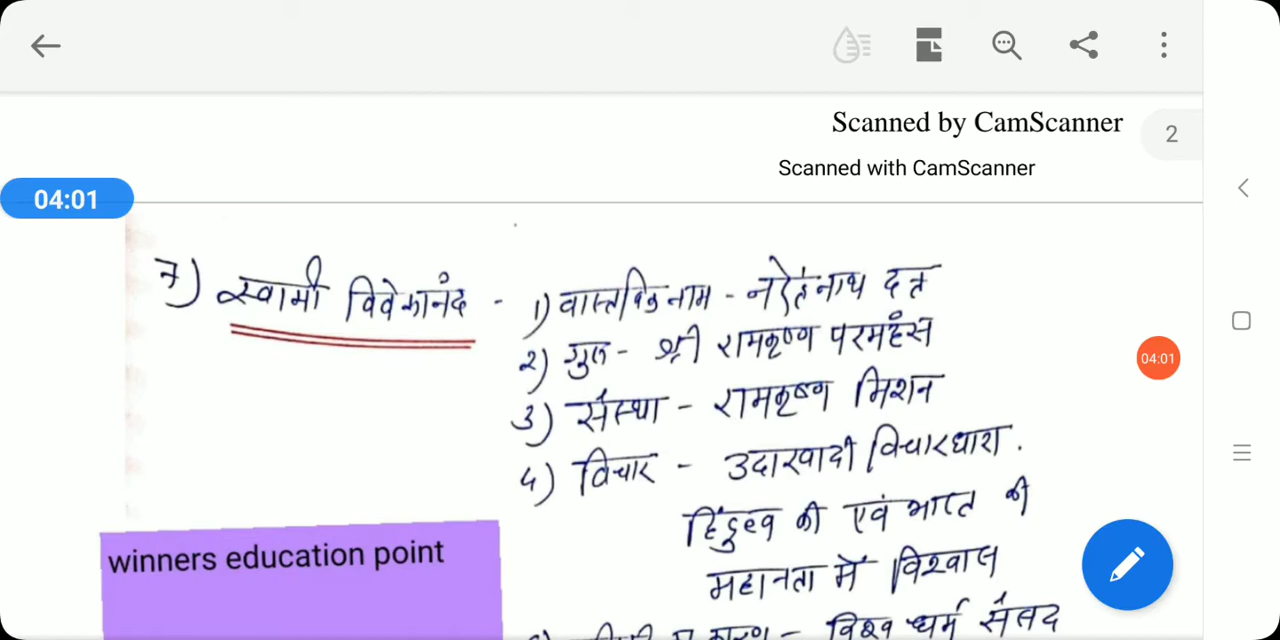 Scanned by CamScanner
2
Scanned with CamScanner
04:01
7) स्वामी विवेकानंद - 1) वास्तविक नाम - नरेंद्रनाथ दत्त
2) गुरु - श्री रामकृष्ण परमहंस
04:01
3) संस्था - रामकृष्ण मिशन
4) विचार - उदारवादी विचारधारा.
हिंदुत्व की एवं भारत की
winners education point
महानता में विश्वास
कारण - विश्व धर्म संसद